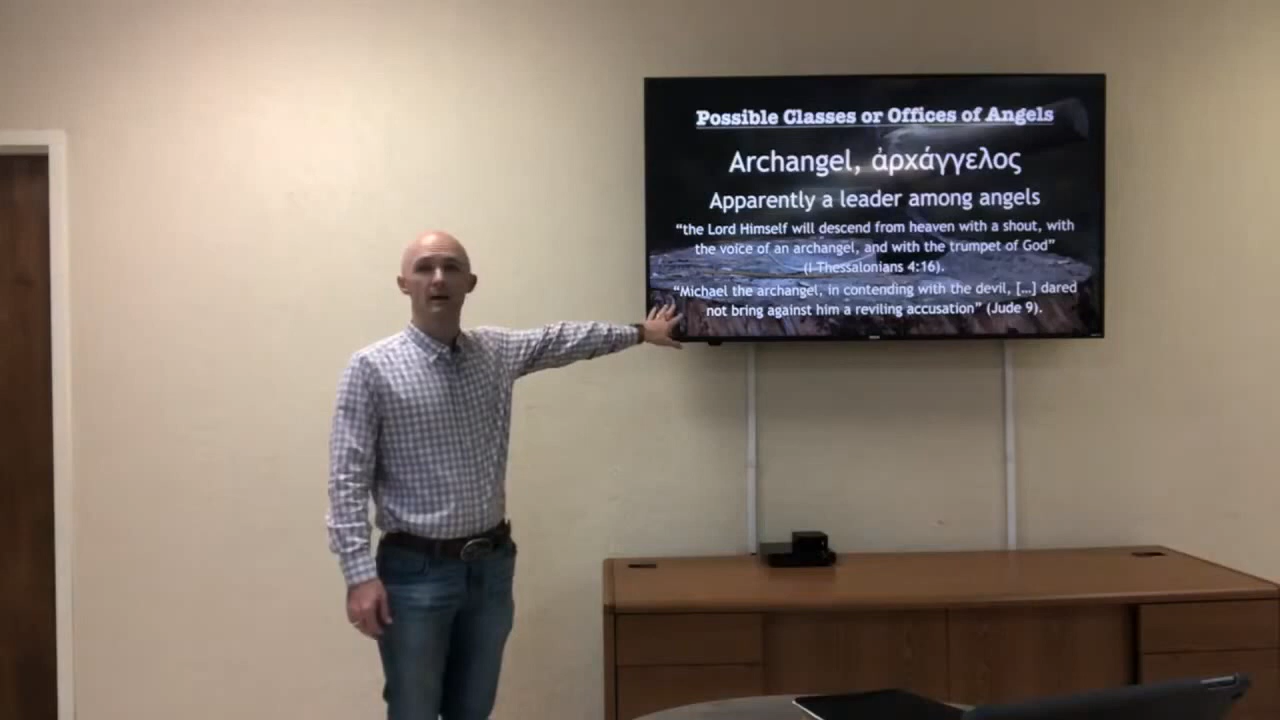 Possible Classes or Offices of Angels
Archangel, ἀρχάγγελος
Apparently a leader among angels
“the Lord Himself will descend from heaven with a shout, with
the voice of an archangel, and with the trumpet of God”
(I Thessalonians 4:16).
“Michael the archangel, in contending with the devil, […] dared
not bring against him a reviling accusation” (Jude 9).